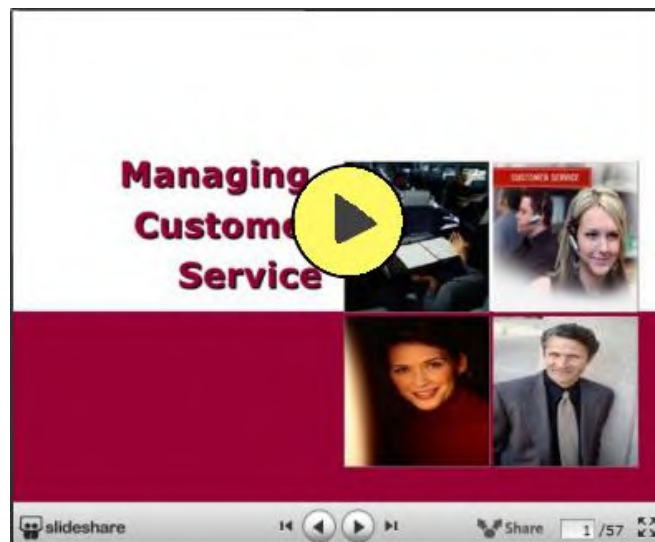 Managing
Custome
Service
CUSTOMER SERVICE
slideshare
Share
1 /57